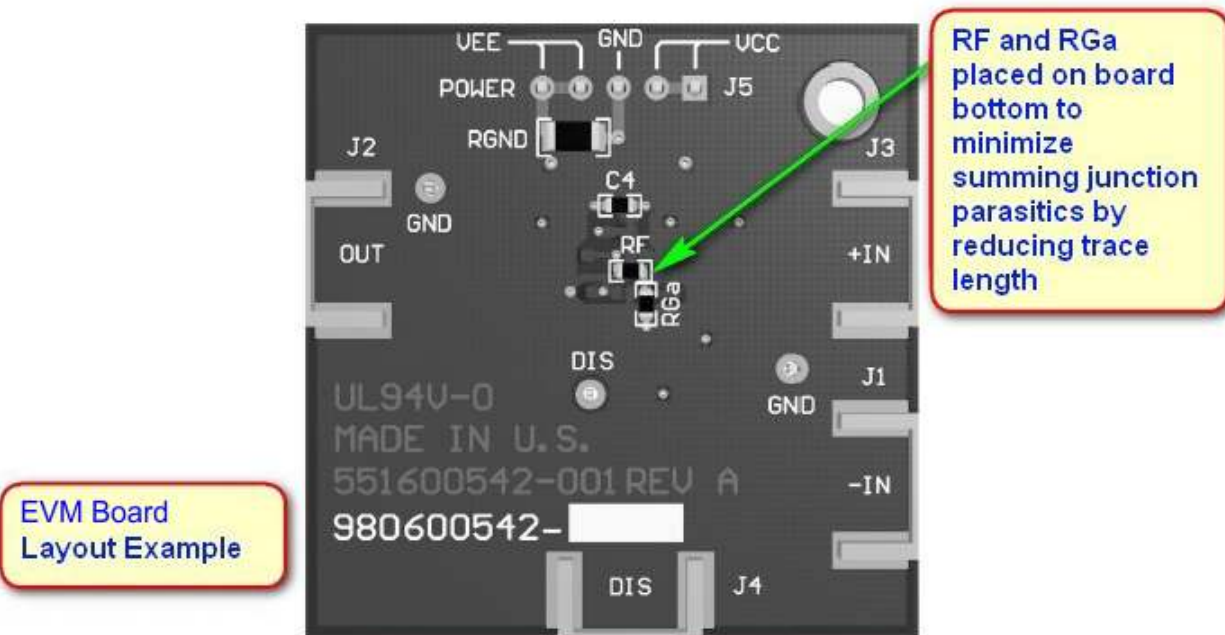 VEE
GND
VCC
POWER
J5
RGND
J2
J3
C4
GND
OUT
RF
+IN
RGa
DIS
GND
J1
UL94V-0
MADE IN U.S.
551600542-001 REV A
-IN
980600542-
DIS
J4
RF and RGa
placed on board
bottom to
minimize
summing junction
parasitics by
reducing trace
length
EVM Board
Layout Example